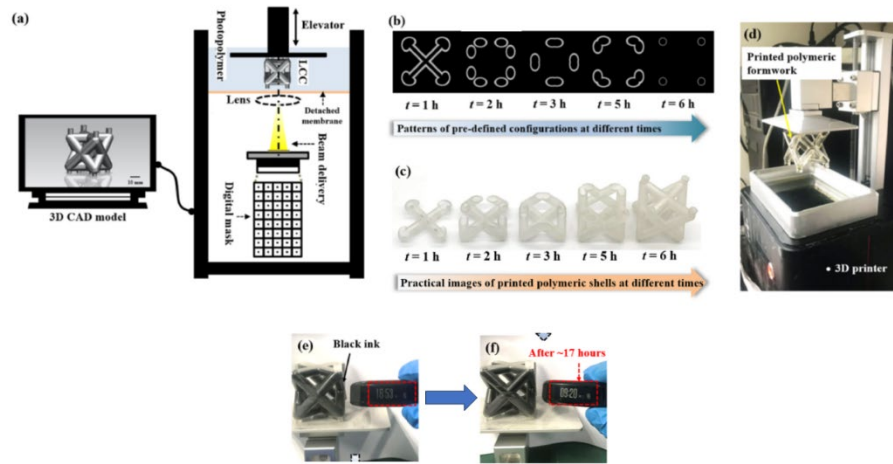 (a)
Photopolymer
Elevator
LCC
Lens
Detached
membrane
Beam delivery
Digital mask
3D CAD model
10 mm
(b)
t = 1 h
t = 2 h
t = 3 h
t = 5 h
t = 6 h
Patterns of pre-defined configurations at different times
(c)
t = 1 h
t = 2 h
t = 3 h
t = 5 h
t = 6 h
Practical images of printed polymeric shells at different times
(d)
Printed polymeric
formwork
3D printer
(e)
Black ink
(f)
After ~17 hours
09:20